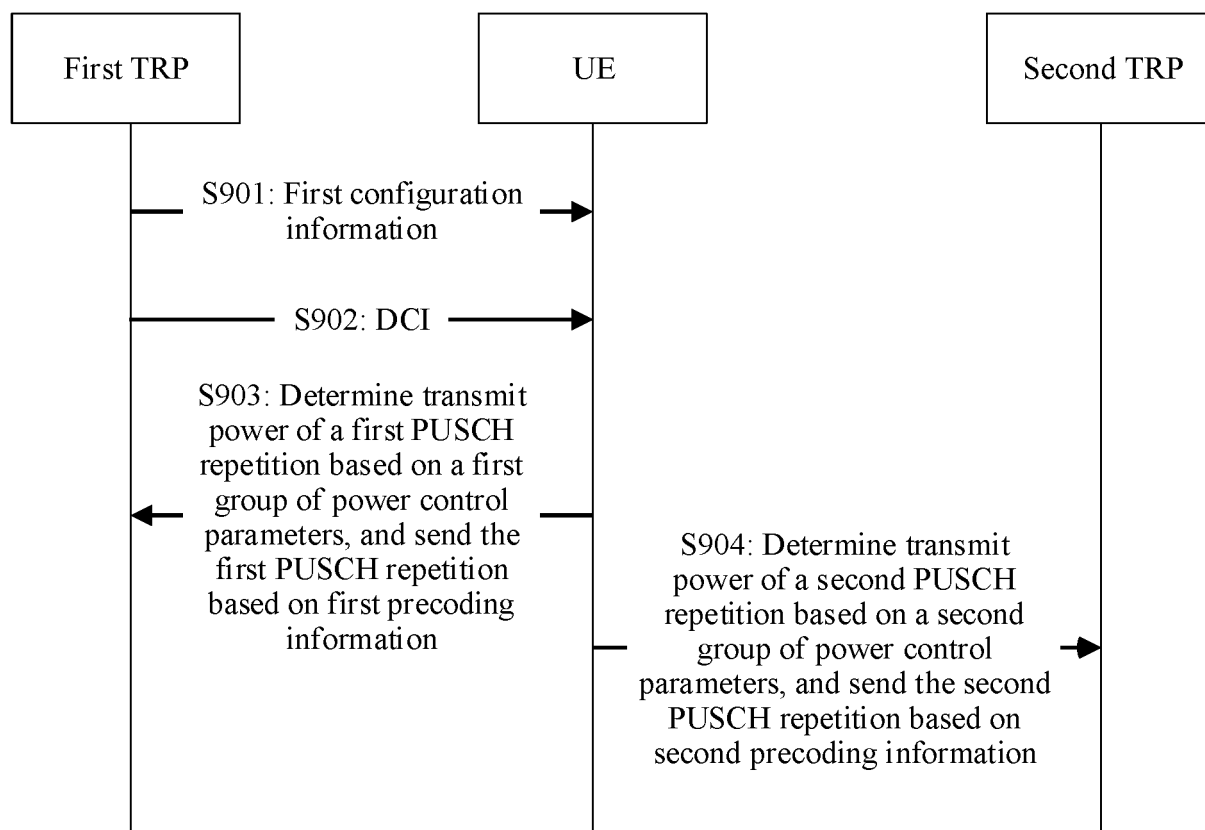 First TRP
UE
Second TRP
S901: First configuration
information
S902: DCI
S903: Determine transmit
power of a first PUSCH
repetition based on a first
group of power control
parameters, and send the
first PUSCH repetition
based on first precoding
information
S904: Determine transmit
power of a second PUSCH
repetition based on a second
group of power control
parameters, and send the second
PUSCH repetition based on
second precoding information